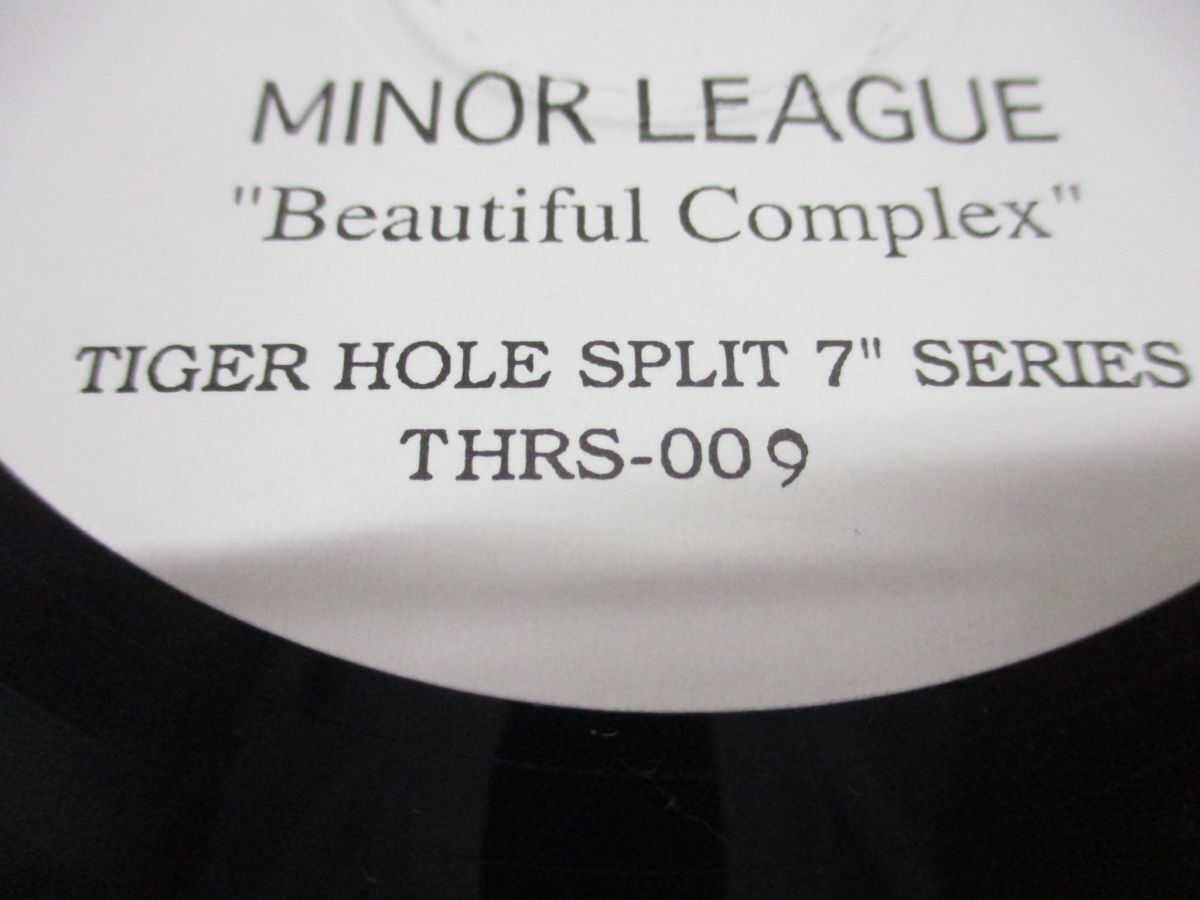 MINOR LEAGUE
"Beautiful Complex"
TIGER HOLE SPLIT 7" SERIES
THRS-009